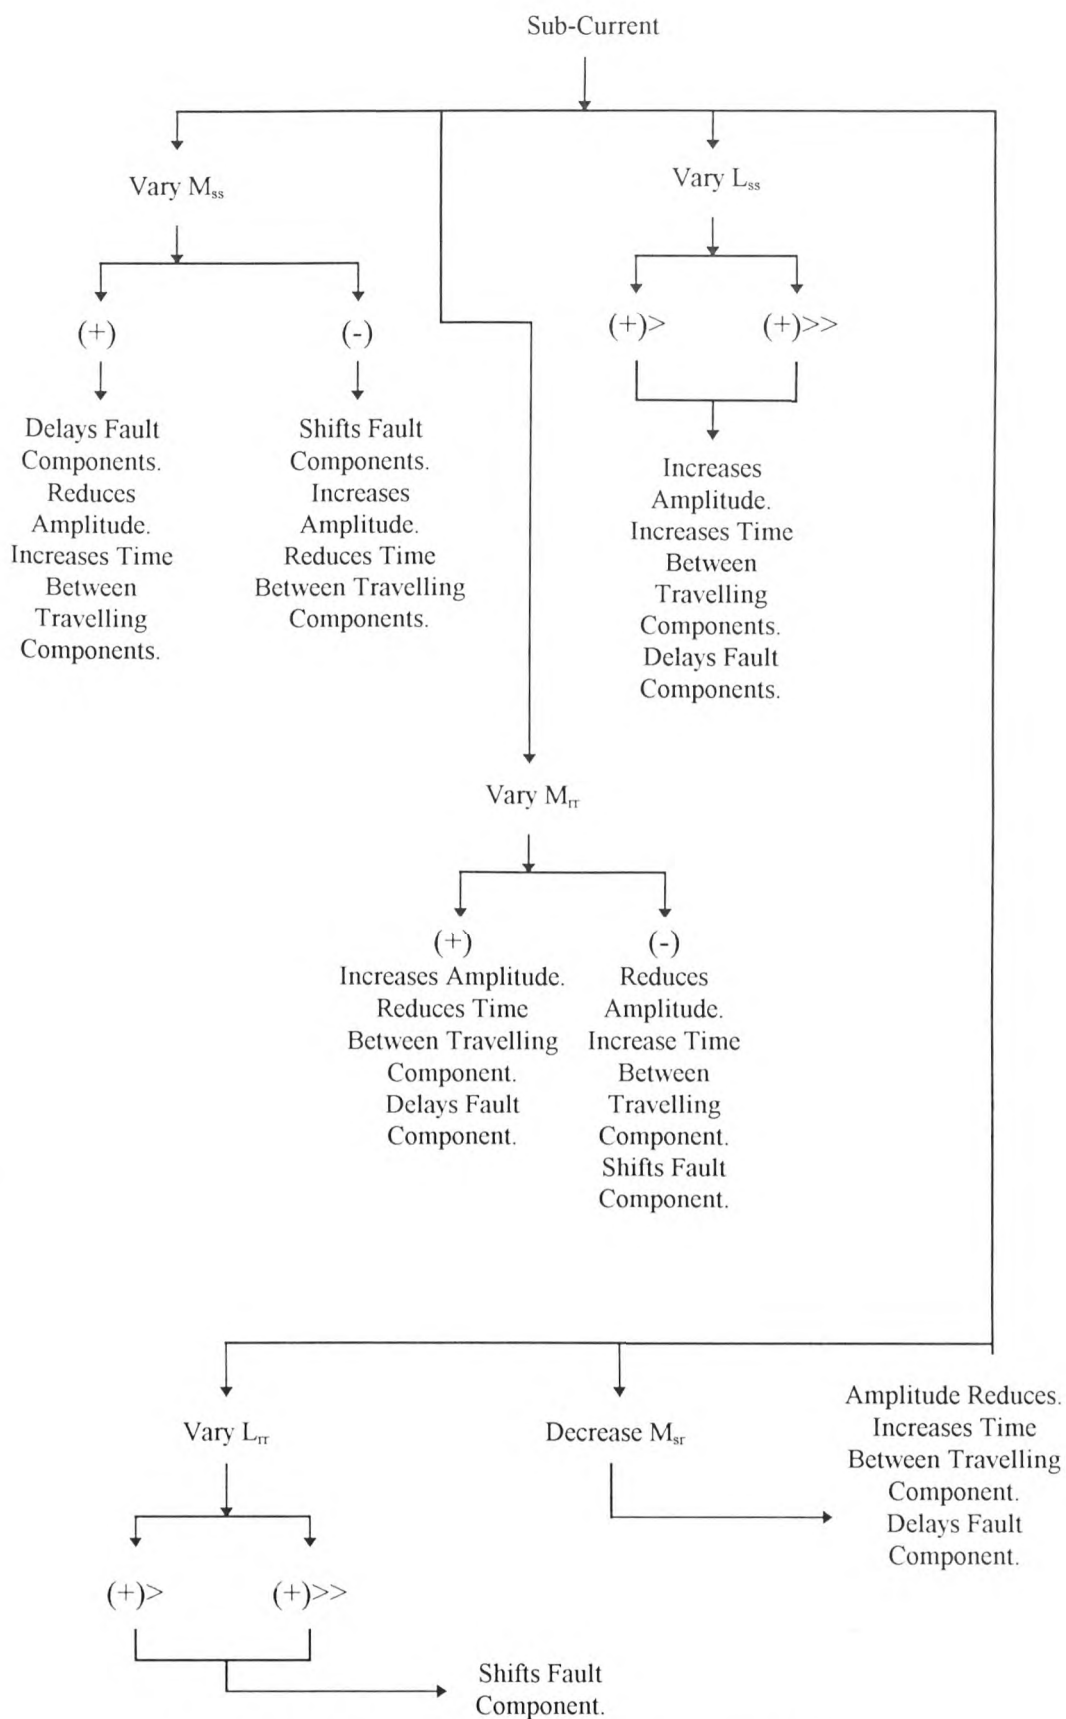 Sub-Current
Vary Mss
Vary Lss
(+)
(-)
(+)>
(+)>>
Delays Fault
Components.
Reduces
Amplitude.
Increases Time
Between
Travelling
Components.
Shifts Fault
Components.
Increases
Amplitude.
Reduces Time
Between Travelling
Components.
Increases
Amplitude.
Increases Time
Between
Travelling
Components.
Delays Fault
Components.
Vary Mrr
(+)
Increases Amplitude.
Reduces Time
Between Travelling
Component.
Delays Fault
Component.
(-)
Reduces
Amplitude.
Increase Time
Between
Travelling
Component.
Shifts Fault
Component.
Vary Lrr
Decrease Msr
Amplitude Reduces.
Increases Time
Between Travelling
Component.
Delays Fault
Component.
(+)>
(+)>>
Shifts Fault
Component.